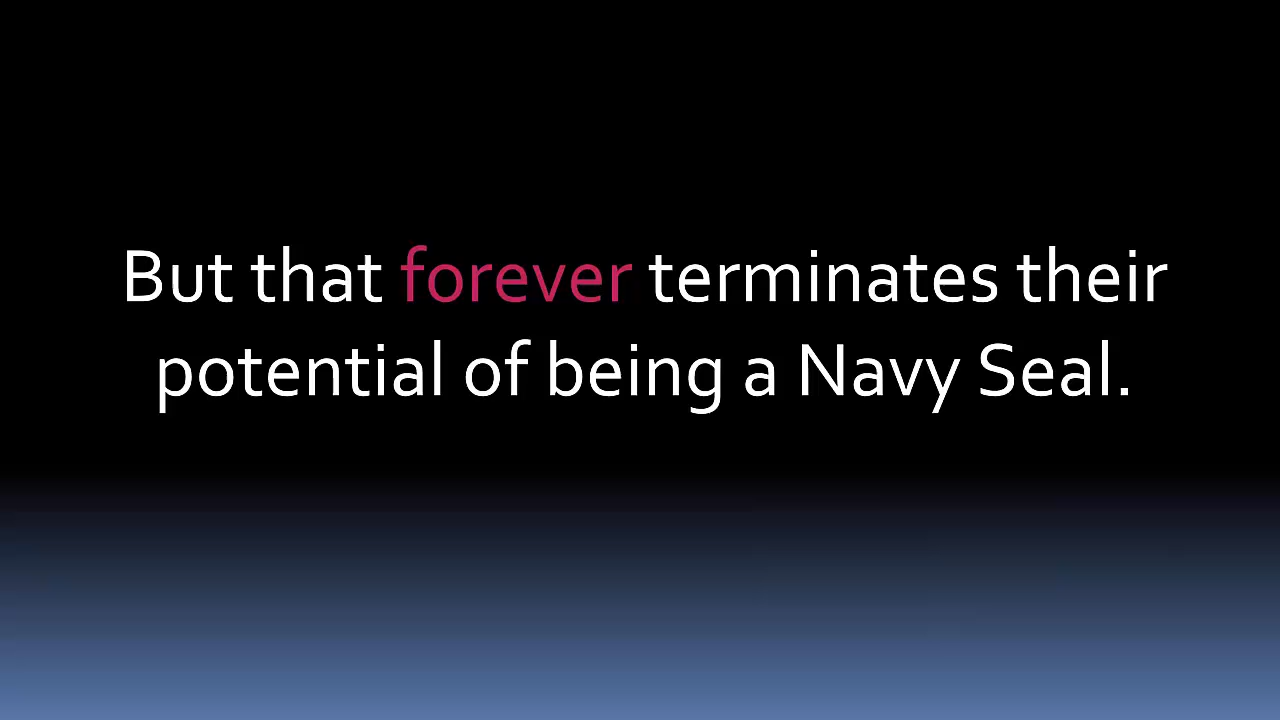 But that forever terminates their
potential of being a Navy Seal.